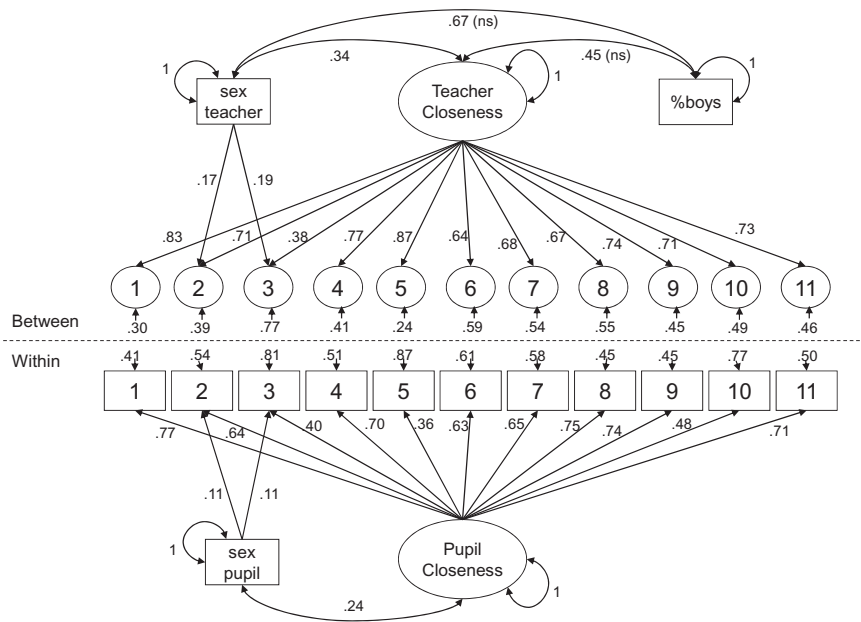 .67 (ns)
.34
.45 (ns)
1
1
1
sex
teacher
Teacher
Closeness
%boys
.17
.19
.83
.71
.38
.77
.87
.64
.68
.67
.74
.71
.73
1 2 3 4 5 6 7 8 9 10 11
Between
.30 .39 .77 .41 .24 .59 .54 .55 .45 .49 .46
Within
.41 .54 .81 .51 .87 .61 .58 .45 .45 .77 .50
1 2 3 4 5 6 7 8 9 10 11
.77 .64 .40 .70 .36 .63 .65 .75 .74 .48 .71
.11 .11
1
sex
pupil
Pupil
Closeness
1
.24